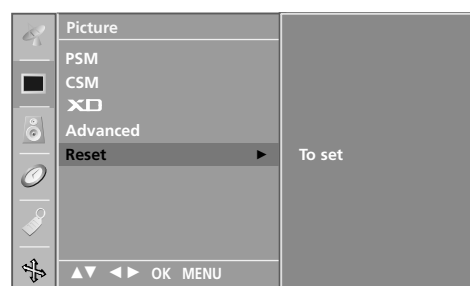 Picture
PSM
CSM
XD
Advanced
Reset ► To set
▲▼ ◄► OK MENU